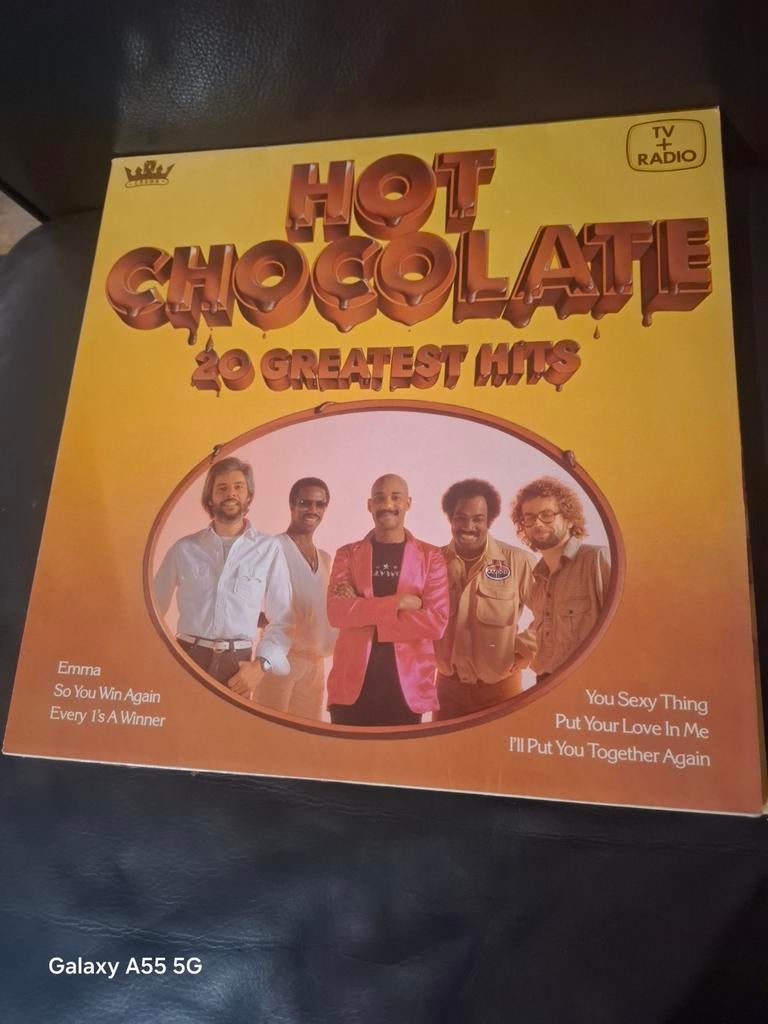 TV
+
RADIO
HOT
CHOCOLATE
20 GREATEST HITS
Emma
So You Win Again
Every 1's A Winner
You Sexy Thing
Put Your Love In Me
I'll Put You Together Again
Galaxy A55 5G